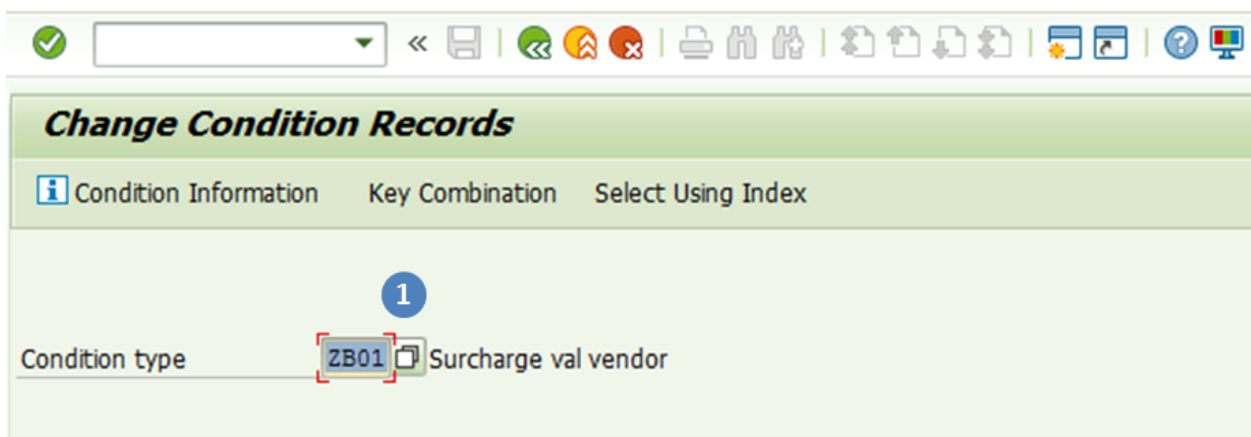 Change Condition Records
Condition Information Key Combination Select Using Index
1
Condition type ZB01 Surcharge val vendor